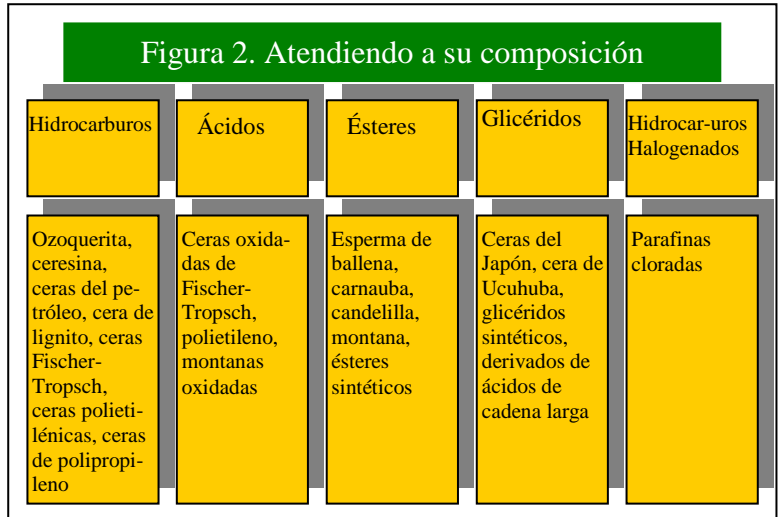 Figura 2. Atendiendo a su composición
Hidrocarburos
Ácidos
Ésteres
Glicéridos
Hidrocar-uros
Halogenados
Ozoquerita,
ceresina,
ceras del pe-
tróleo, cera de
lignito, ceras
Fischer-
Tropsch,
ceras polieti-
lénicas, ceras
de polipropi-
leno
Ceras oxida-
das de
Fischer-
Tropsch,
polietileno,
montanas
oxidadas
Esperma de
ballena,
carnauba,
candelilla,
montana,
ésteres
sintéticos
Ceras del
Japón, cera de
Ucuhuba,
glicéridos
sintéticos,
derivados de
ácidos de
cadena larga
Parafinas
cloradas